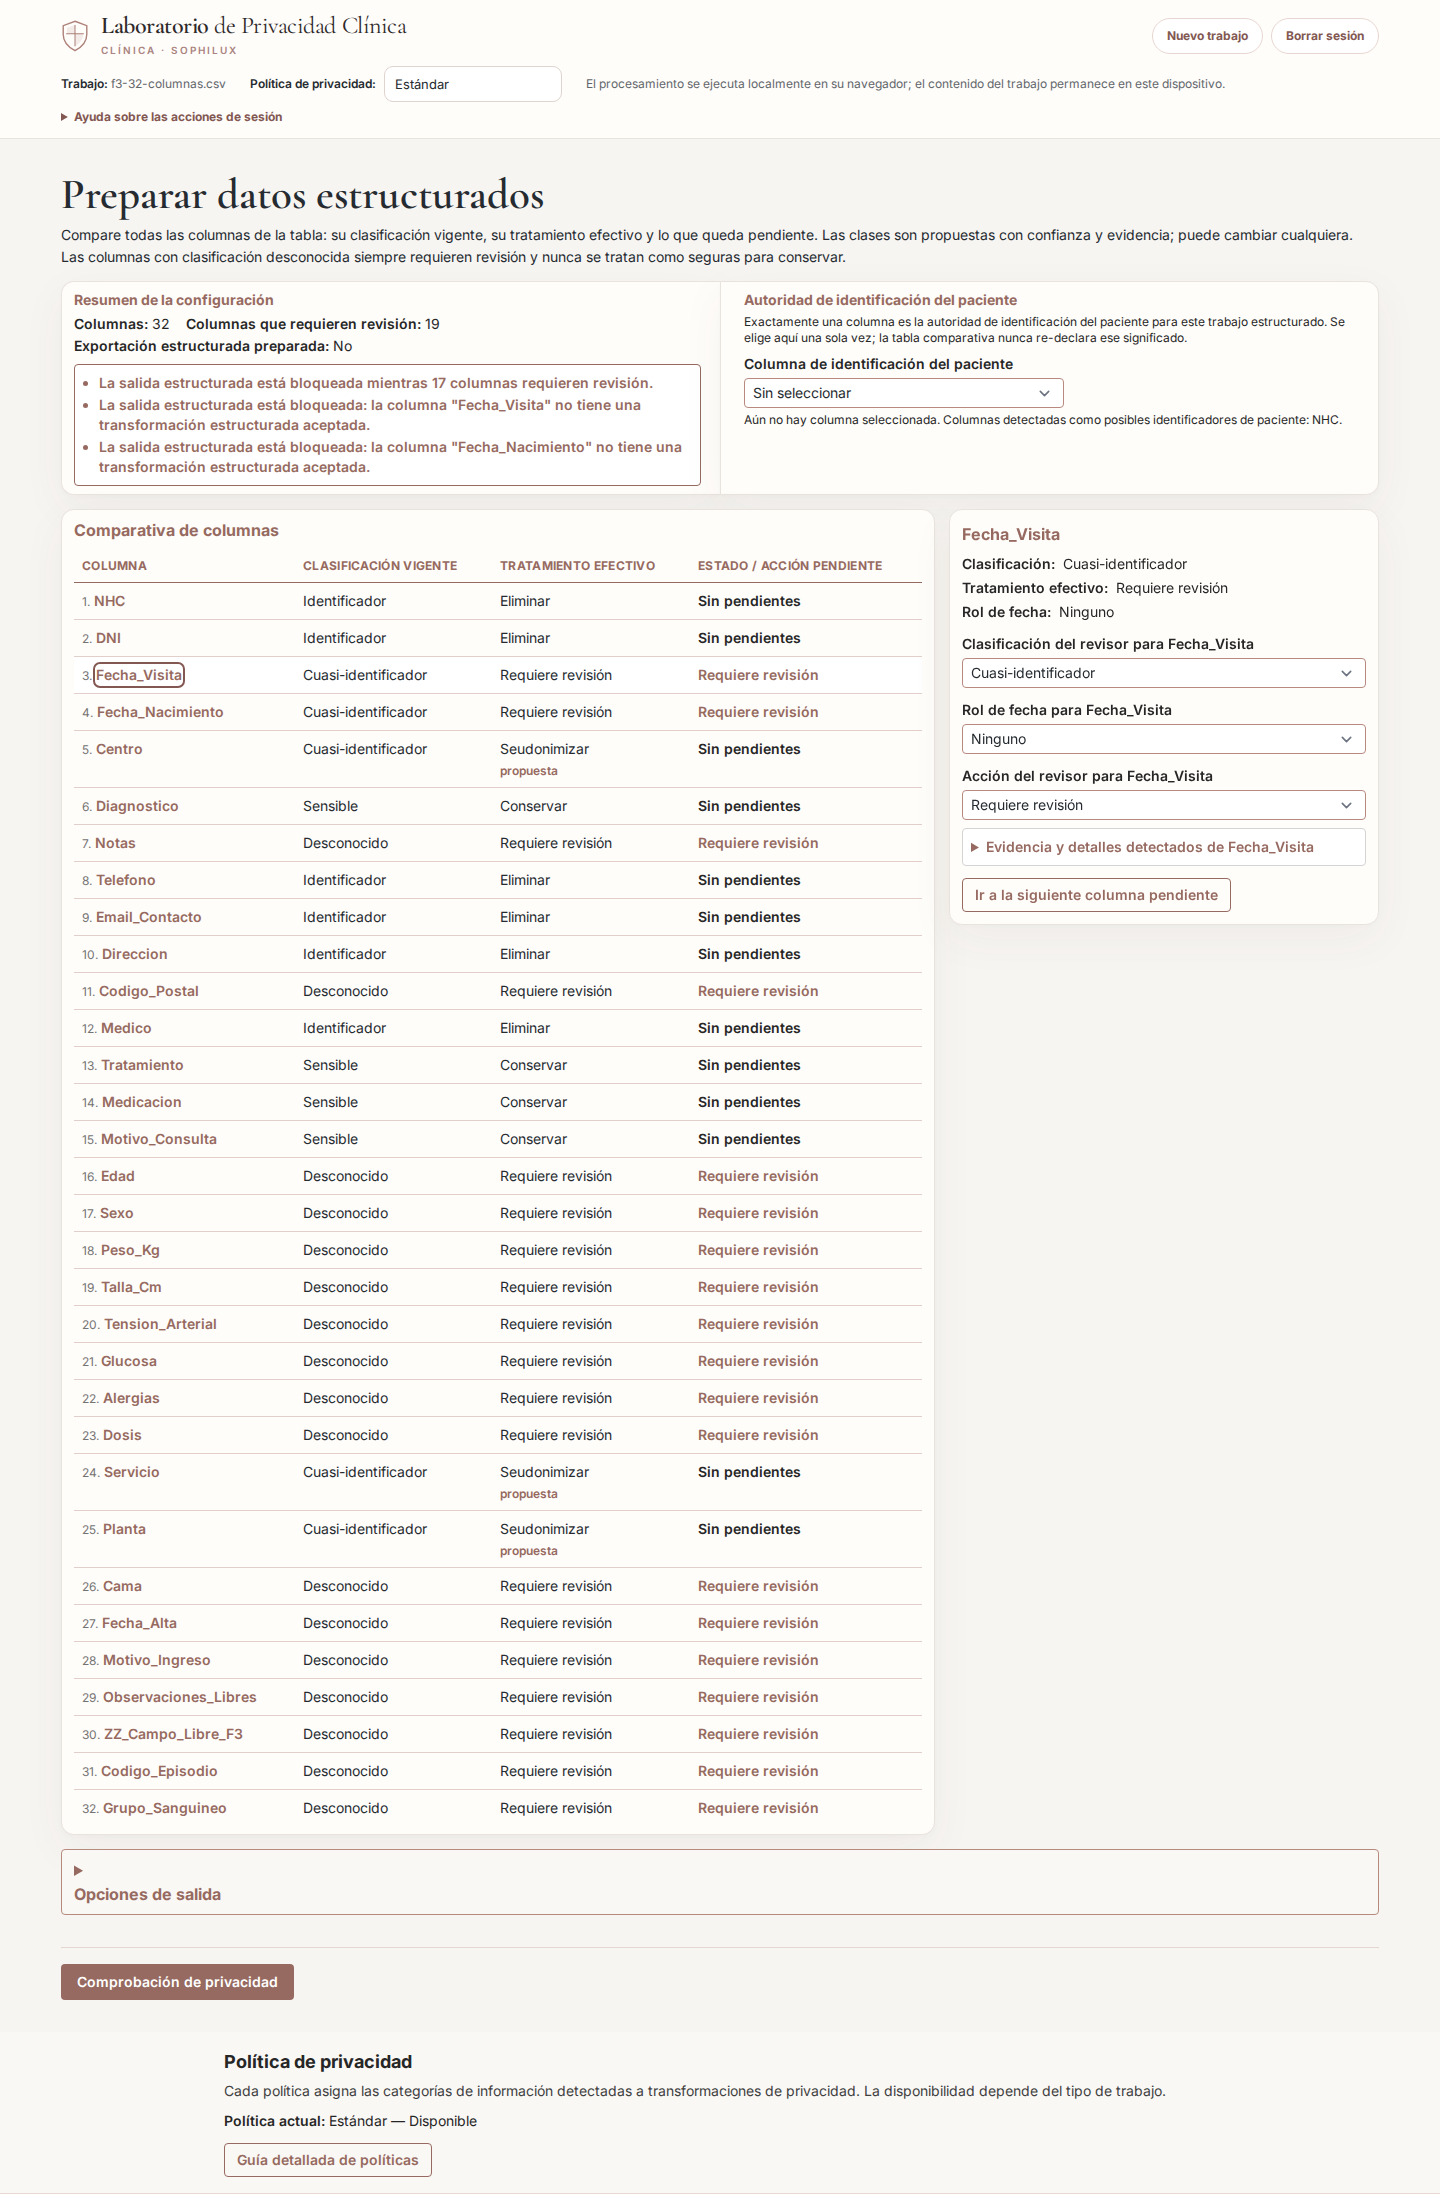 Laboratorio de Privacidad Clínica
CLÍNICA · SOPHILUX
Nuevo trabajo
Borrar sesión
Trabajo: f3-32-columnas.csv
Política de privacidad:
Estándar
El procesamiento se ejecuta localmente en su navegador; el contenido del trabajo permanece en este dispositivo.
Ayuda sobre las acciones de sesión
Preparar datos estructurados
Compare todas las columnas de la tabla: su clasificación vigente, su tratamiento efectivo y lo que queda pendiente. Las clases son propuestas con confianza y evidencia; puede cambiar cualquiera.
Las columnas con clasificación desconocida siempre requieren revisión y nunca se tratan como seguras para conservar.
Resumen de la configuración
Columnas: 32 Columnas que requieren revisión: 19
Exportación estructurada preparada: No
• La salida estructurada está bloqueada mientras 17 columnas requieren revisión.
• La salida estructurada está bloqueada: la columna "Fecha_Visita" no tiene una
transformación estructurada aceptada.
• La salida estructurada está bloqueada: la columna "Fecha_Nacimiento" no tiene una
transformación estructurada aceptada.
Autoridad de identificación del paciente
Exactamente una columna es la autoridad de identificación del paciente para este trabajo estructurado. Se
elige aquí una sola vez; la tabla comparativa nunca re-declara ese significado.
Columna de identificación del paciente
Sin seleccionar
Aún no hay columna seleccionada. Columnas detectadas como posibles identificadores de paciente: NHC.
Comparativa de columnas
COLUMNA CLASIFICACIÓN VIGENTE TRATAMIENTO EFECTIVO ESTADO / ACCIÓN PENDIENTE
1. NHC Identificador Eliminar Sin pendientes
2. DNI Identificador Eliminar Sin pendientes
3. Fecha_Visita Cuasi-identificador Requiere revisión Requiere revisión
4. Fecha_Nacimiento Cuasi-identificador Requiere revisión Requiere revisión
5. Centro Cuasi-identificador Seudonimizar Sin pendientes
propuesta
6. Diagnostico Sensible Conservar Sin pendientes
7. Notas Desconocido Requiere revisión Requiere revisión
8. Telefono Identificador Eliminar Sin pendientes
9. Email_Contacto Identificador Eliminar Sin pendientes
10. Direccion Identificador Eliminar Sin pendientes
11. Codigo_Postal Desconocido Requiere revisión Requiere revisión
12. Medico Identificador Eliminar Sin pendientes
13. Tratamiento Sensible Conservar Sin pendientes
14. Medicacion Sensible Conservar Sin pendientes
15. Motivo_Consulta Sensible Conservar Sin pendientes
16. Edad Desconocido Requiere revisión Requiere revisión
17. Sexo Desconocido Requiere revisión Requiere revisión
18. Peso_Kg Desconocido Requiere revisión Requiere revisión
19. Talla_Cm Desconocido Requiere revisión Requiere revisión
20. Tension_Arterial Desconocido Requiere revisión Requiere revisión
21. Glucosa Desconocido Requiere revisión Requiere revisión
22. Alergias Desconocido Requiere revisión Requiere revisión
23. Dosis Desconocido Requiere revisión Requiere revisión
24. Servicio Cuasi-identificador Seudonimizar Sin pendientes
propuesta
25. Planta Cuasi-identificador Seudonimizar Sin pendientes
propuesta
26. Cama Desconocido Requiere revisión Requiere revisión
27. Fecha_Alta Desconocido Requiere revisión Requiere revisión
28. Motivo_Ingreso Desconocido Requiere revisión Requiere revisión
29. Observaciones_Libres Desconocido Requiere revisión Requiere revisión
30. ZZ_Campo_Libre_F3 Desconocido Requiere revisión Requiere revisión
31. Codigo_Episodio Desconocido Requiere revisión Requiere revisión
32. Grupo_Sanguineo Desconocido Requiere revisión Requiere revisión
Fecha_Visita
Clasificación: Cuasi-identificador
Tratamiento efectivo: Requiere revisión
Rol de fecha: Ninguno
Clasificación del revisor para Fecha_Visita
Cuasi-identificador
Rol de fecha para Fecha_Visita
Ninguno
Acción del revisor para Fecha_Visita
Requiere revisión
Evidencia y detalles detectados de Fecha_Visita
Ir a la siguiente columna pendiente
Opciones de salida
Comprobación de privacidad
Política de privacidad
Cada política asigna las categorías de información detectadas a transformaciones de privacidad. La disponibilidad depende del tipo de trabajo.
Política actual: Estándar — Disponible
Guía detallada de políticas